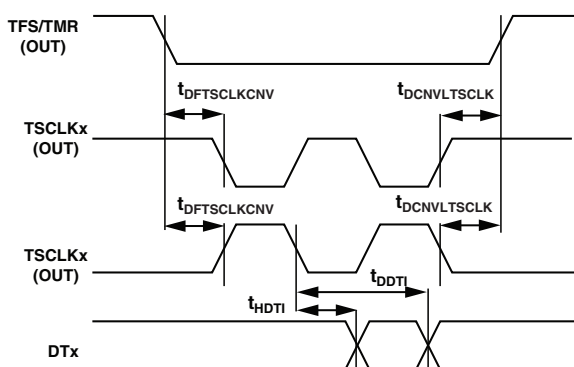 TFS/TMR
(OUT)
tDFTSCLKCNV
tDCNVLTSCLK
TSCLKx
(OUT)
tDFTSCLKCNV
tDCNVLTSCLK
TSCLKx
(OUT)
tDDTI
tHDTI
DTx